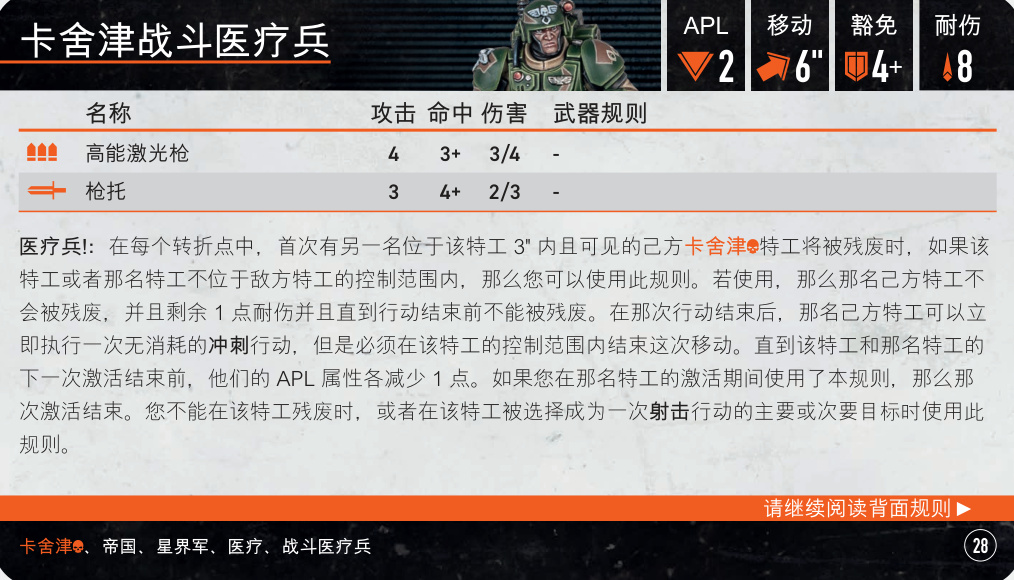 卡舍津战斗医疗兵
APL 2
移动 6"
豁免 4+
耐伤 8
名称 攻击 命中 伤害 武器规则
高能激光枪 4 3+ 3/4 -
枪托 3 4+ 2/3 -
医疗兵!：在每个转折点中，首次有另一名位于该特工 3" 内且可见的己方卡舍津特工将被残废时，如果该
特工或者那名特工不位于敌方特工的控制范围内，那么您可以使用此规则。若使用，那么那名己方特工不
会被残废，并且剩余 1 点耐伤并且直到行动结束前不能被残废。在那次行动结束后，那名己方特工可以立
即执行一次无消耗的冲刺行动，但是必须在该特工的控制范围内结束这次移动。直到该特工和那名特工的
下一次激活结束前，他们的 APL 属性各减少 1 点。如果您在那名特工的激活期间使用了本规则，那么那
次激活结束。您不能在该特工残废时，或者在该特工被选择成为一次射击行动的主要或次要目标时使用此
规则。
请继续阅读背面规则 ▶
卡舍津、帝国、星界军、医疗、战斗医疗兵
28